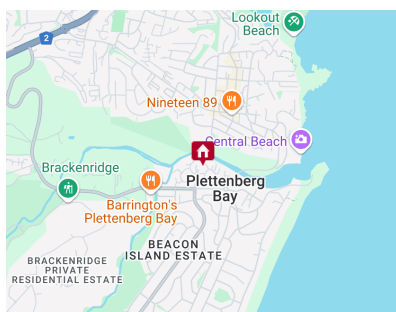 Lookout
Beach
2
Nineteen 89
Central Beach
Brackenridge
Plettenberg
Bay
Barrington's
Plettenberg Bay
BEACON
ISLAND ESTATE
BRACKENRIDGE
PRIVATE
RESIDENTIAL ESTATE